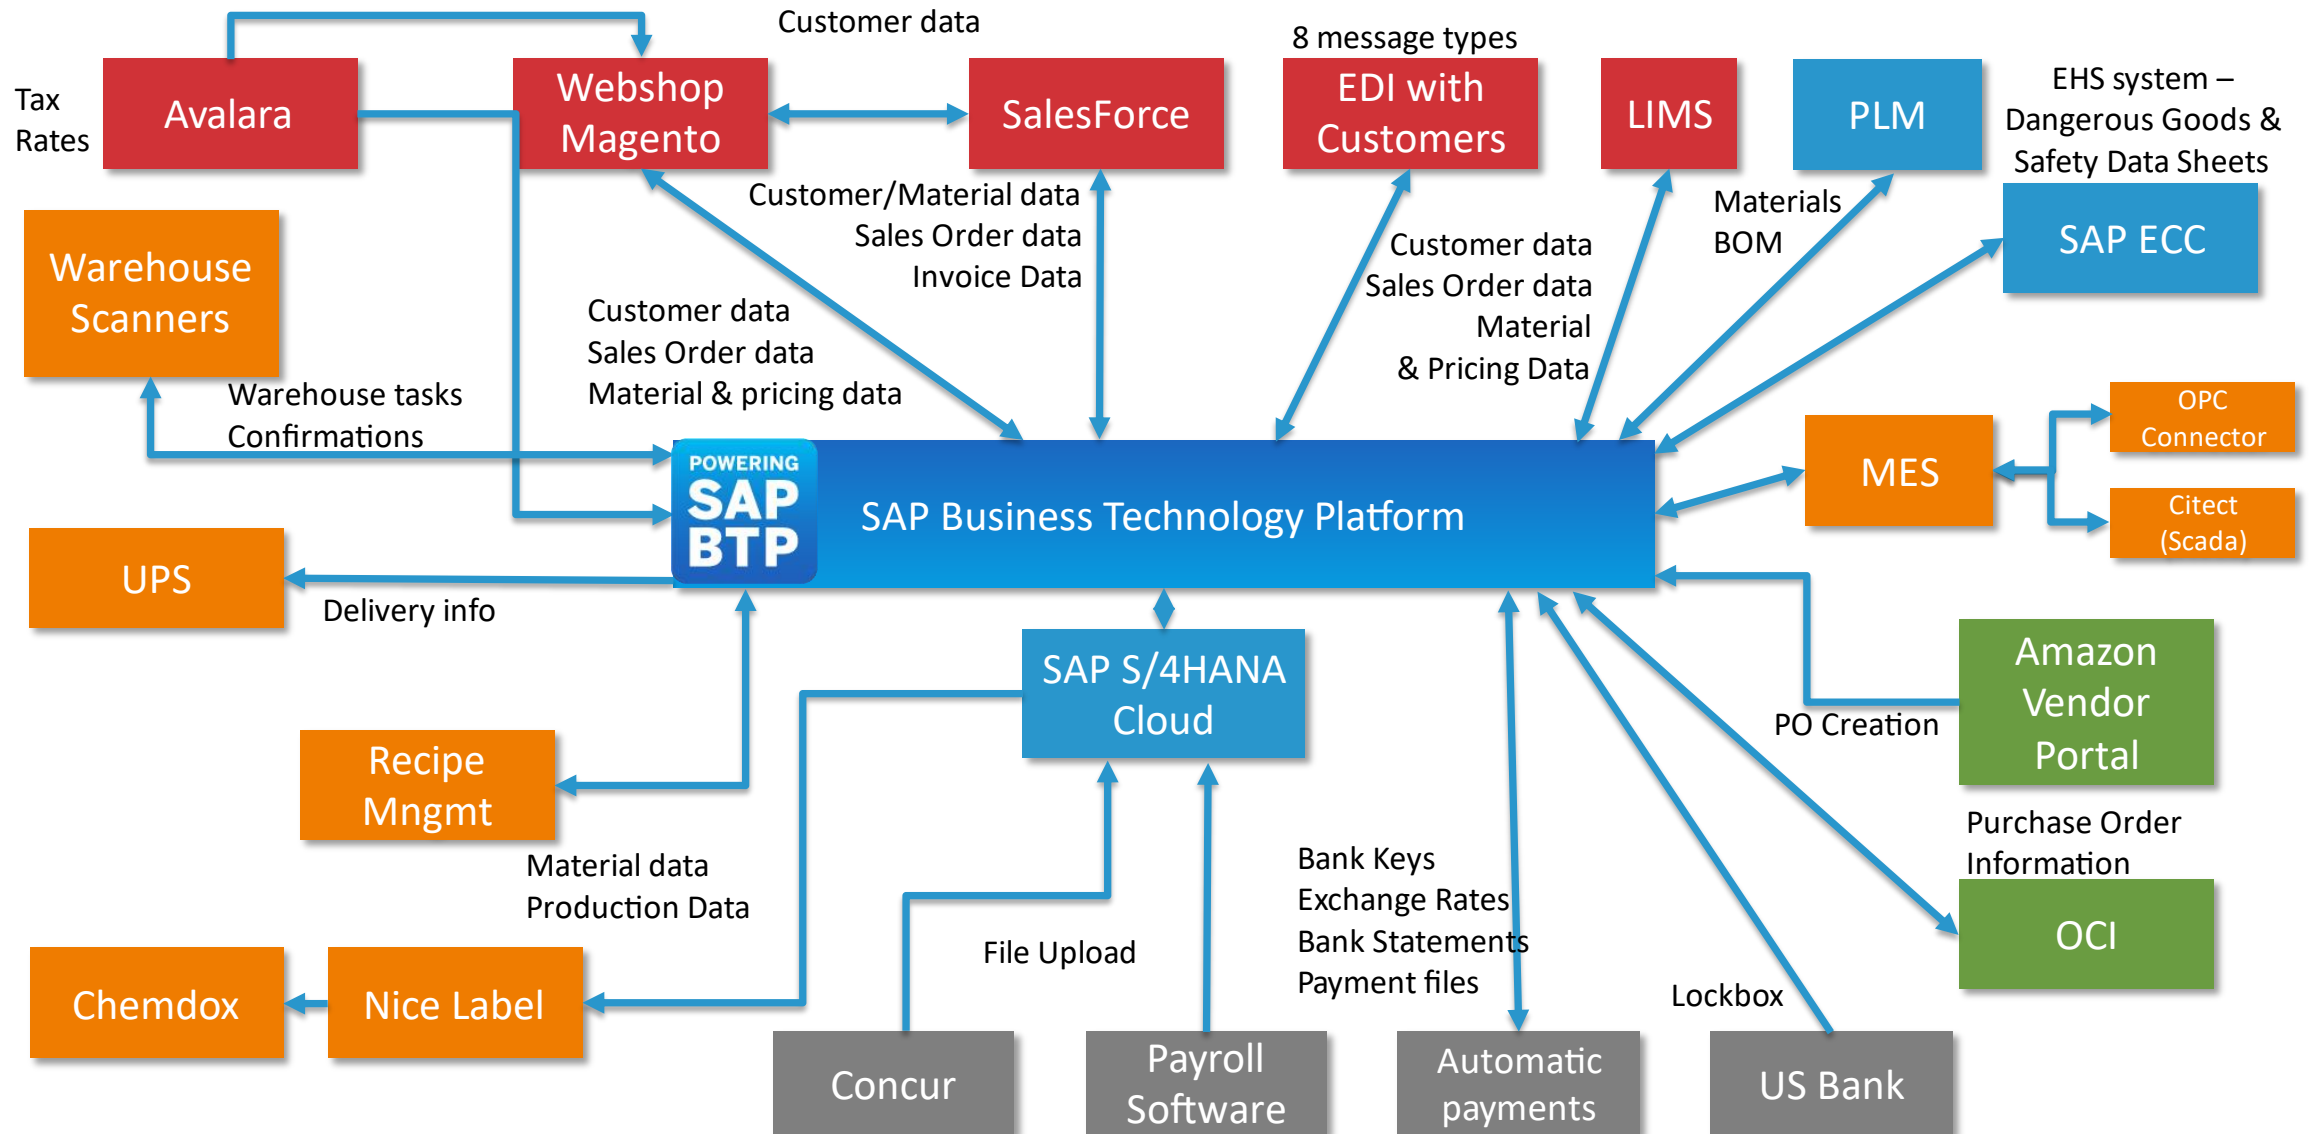 Customer data
8 message types
Tax
Rates
Avalara
Webshop
Magento
SalesForce
EDI with
Customers
LIMS
PLM
EHS system –
Dangerous Goods &
Safety Data Sheets
SAP ECC
Warehouse
Scanners
Customer/Material data
Sales Order data
Invoice Data
Materials
BOM
Customer data
Sales Order data
Material
& Pricing Data
Customer data
Sales Order data
Material & pricing data
Warehouse tasks
Confirmations
OPC
Connector
MES
Citect
(Scada)
POWERING
SAP
BTP
SAP Business Technology Platform
UPS
Delivery info
SAP S/4HANA
Cloud
Amazon
Vendor
Portal
PO Creation
Recipe
Mngmt
Material data
Production Data
Purchase Order
Information
OCI
Bank Keys
Exchange Rates
Bank Statements
Payment files
File Upload
Lockbox
Chemdox
Nice Label
Concur
Payroll
Software
Automatic
payments
US Bank